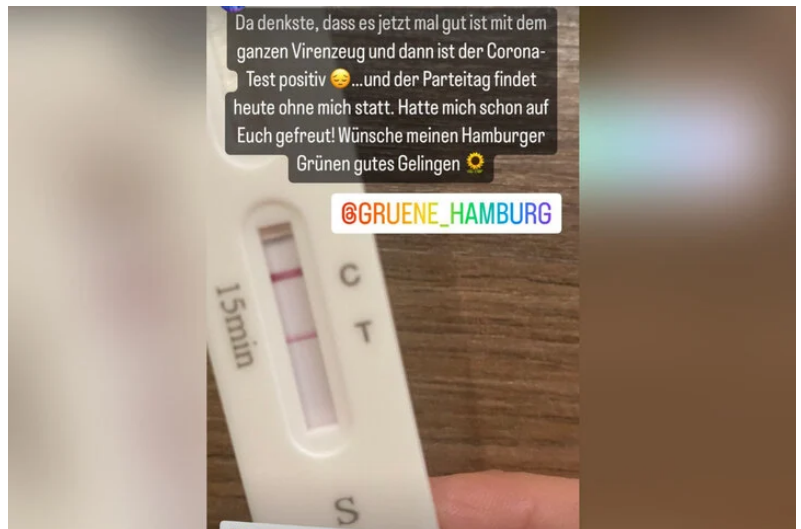 Da denkste, dass es jetzt mal gut ist mit dem
ganzen Virenzeug und dann ist der Corona-
Test positiv 😔...und der Parteitag findet
heute ohne mich statt. Hatte mich schon auf
Euch gefreut! Wünsche meinen Hamburger
Grünen gutes Gelingen 🌻
@GRUENE_HAMBURG
C
T
15min
S